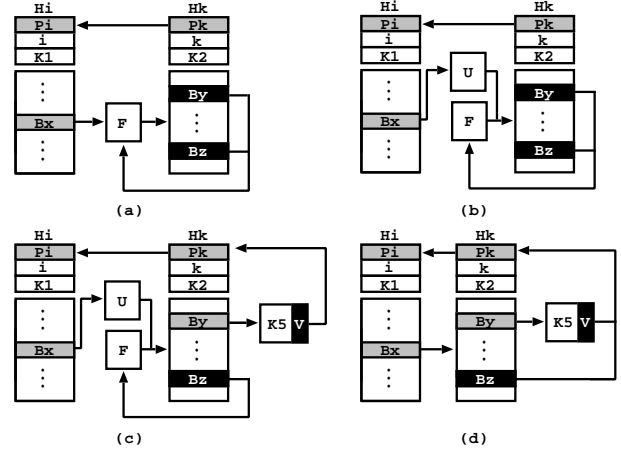 Hi Hk
Pi Pk
i k
K1 K2
By
Bx F
Bz
(a)
Hi Hk
Pi Pk
i k
K1 K2
U
By
Bx F
Bz
(b)
Hi Hk
Pi Pk
i k
K1 K2
U
By K5 V
Bx F
Bz
(c)
Hi Hk
Pi Pk
i k
K1 K2
By K5 V
Bx
Bz
(d)